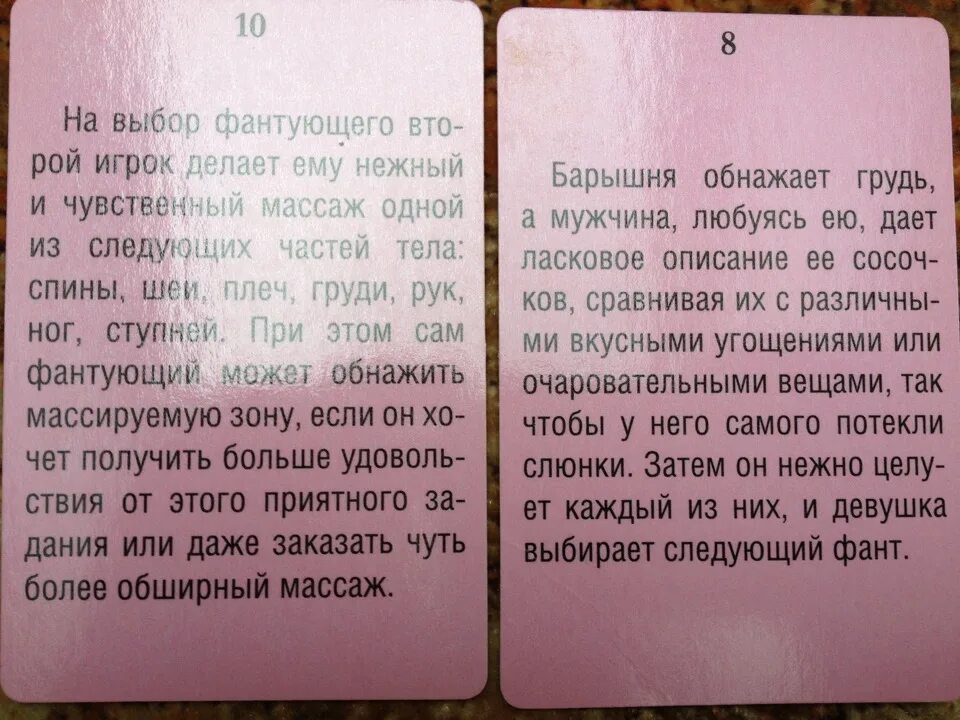 10
На выбор фантующего вто-
рой игрок делает ему нежный
и чувственный массаж одной
из следующих частей тела:
спины, шеи, плеч, груди, рук,
ног, ступней. При этом сам
фантующий может обнажить
массируемую зону, если он хо-
чет получить больше удоволь-
ствия от этого приятного за-
дания или даже заказать чуть
более обширный массаж.
8
Барышня обнажает грудь,
а мужчина, любуясь ею, дает
ласковое описание ее сосоч-
ков, сравнивая их с различны-
ми вкусными угощениями или
очаровательными вещами, так
чтобы у него самого потекли
слюнки. Затем он нежно целу-
ет каждый из них, и девушка
выбирает следующий фант.